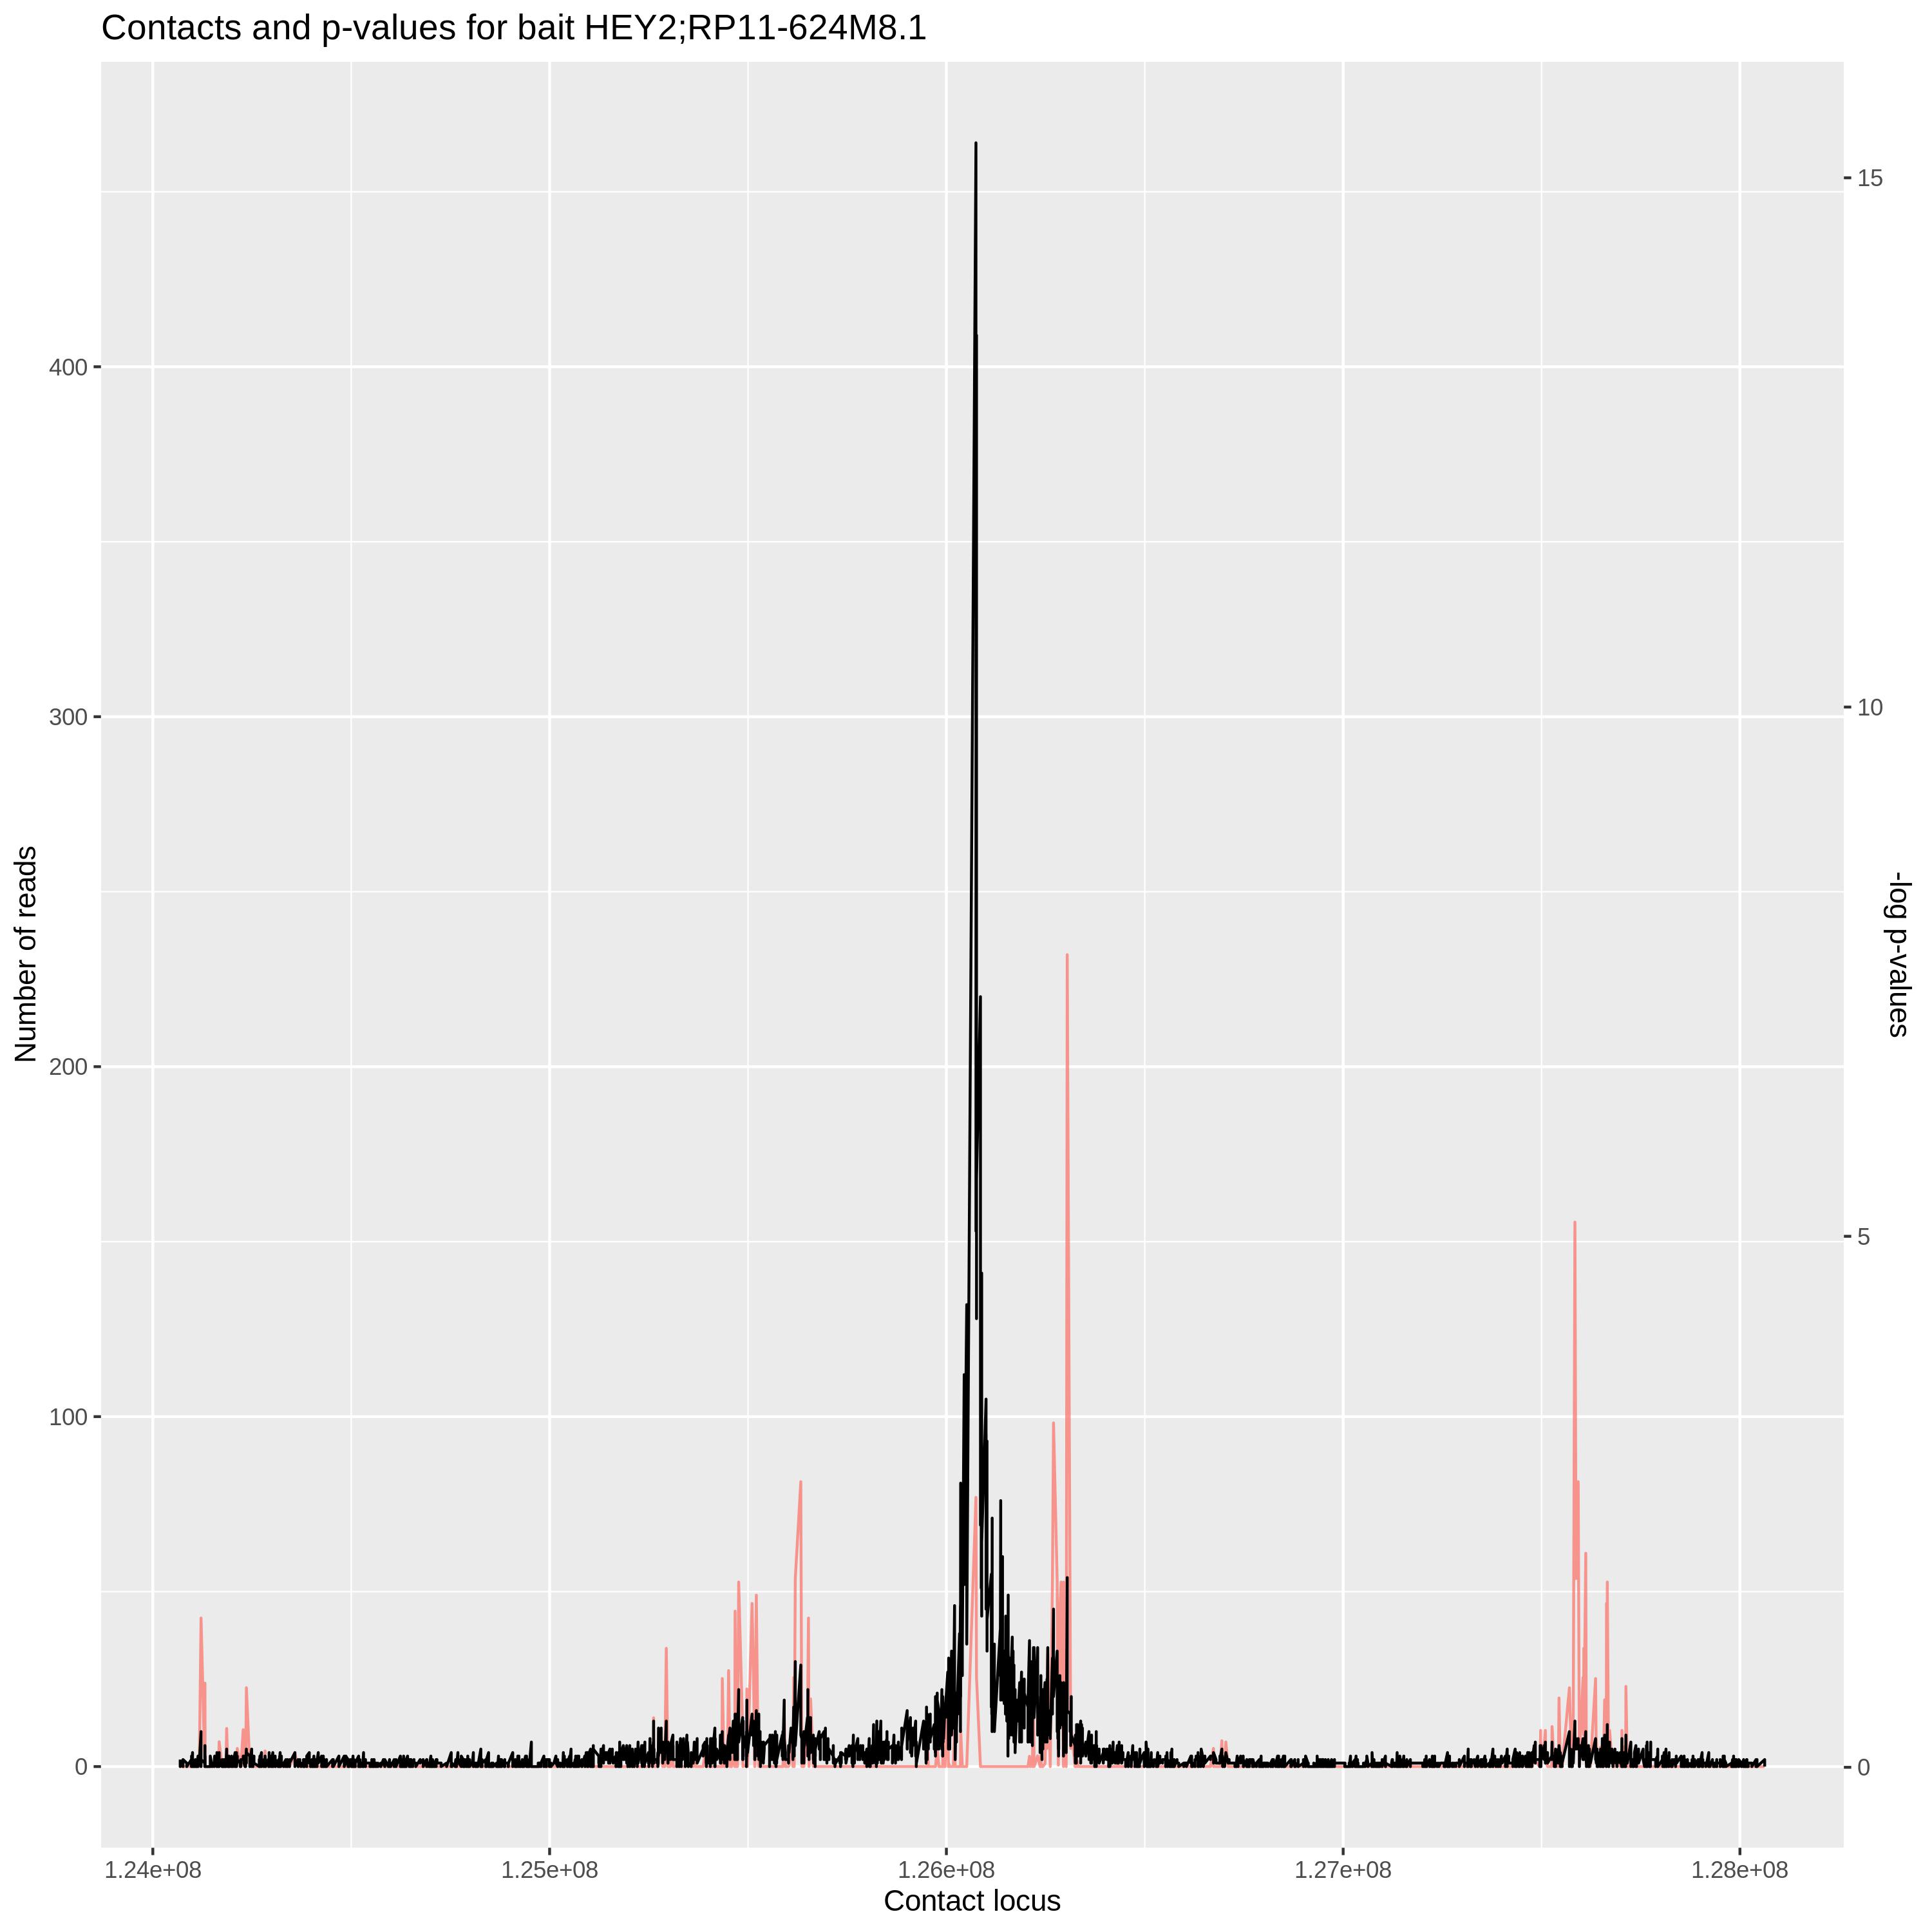 Contacts and p-values for bait HEY2;RP11-624M8.1
Number of reads
400
300
200
100
0
15
10
5
0
-log p-values
1.24e+08 1.25e+08 1.26e+08 1.27e+08 1.28e+08
Contact locus